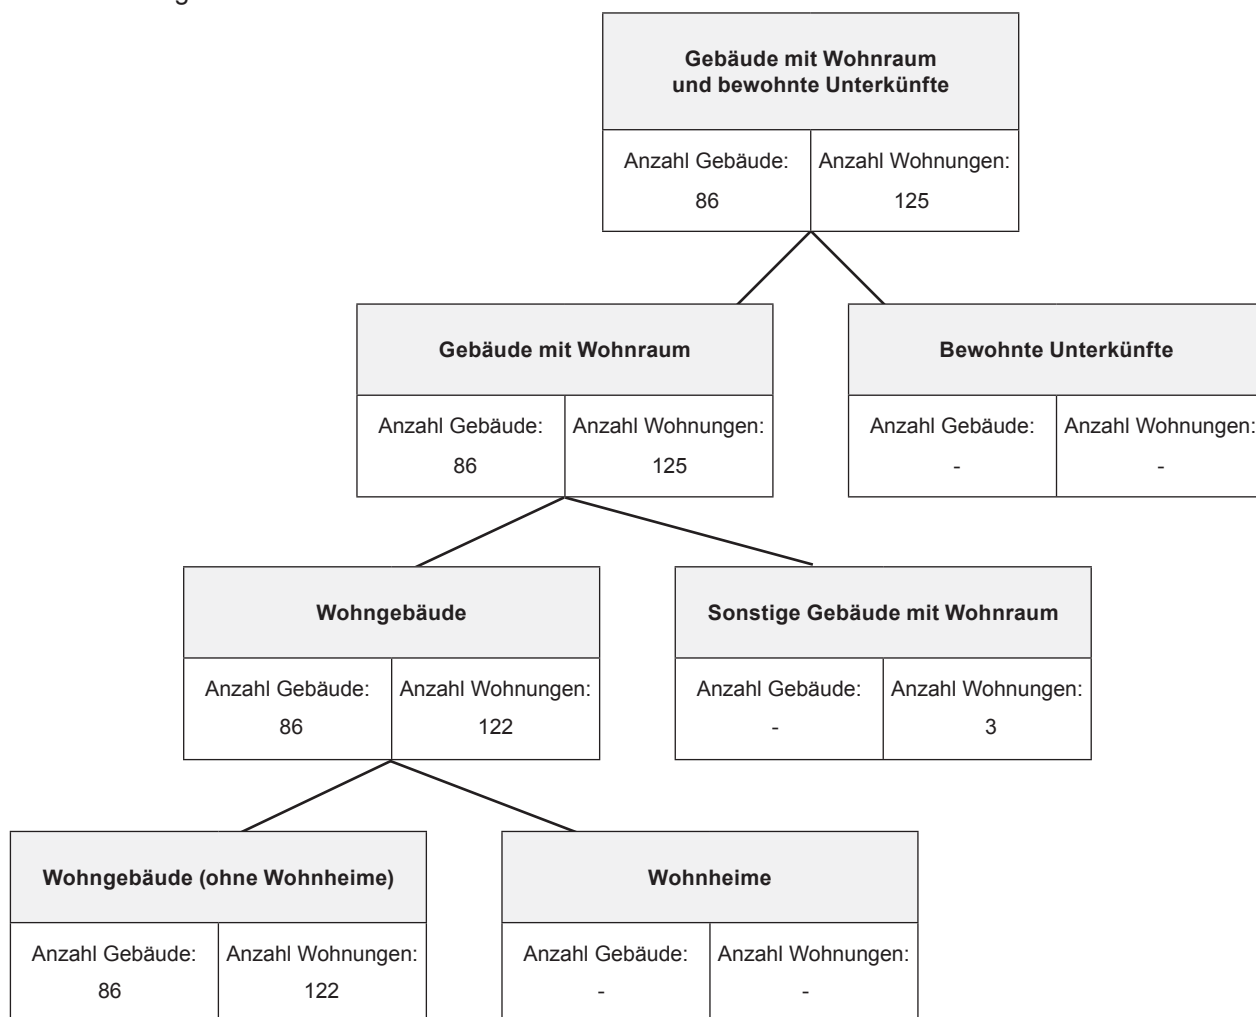 Gebäude mit Wohnraum
und bewohnte Unterkünfte
Anzahl Gebäude: Anzahl Wohnungen:
86 125
Gebäude mit Wohnraum
Anzahl Gebäude: Anzahl Wohnungen:
86 125
Bewohnte Unterkünfte
Anzahl Gebäude: Anzahl Wohnungen:
- -
Wohngebäude
Anzahl Gebäude: Anzahl Wohnungen:
86 122
Sonstige Gebäude mit Wohnraum
Anzahl Gebäude: Anzahl Wohnungen:
- 3
Wohngebäude (ohne Wohnheime)
Anzahl Gebäude: Anzahl Wohnungen:
86 122
Wohnheime
Anzahl Gebäude: Anzahl Wohnungen:
- -